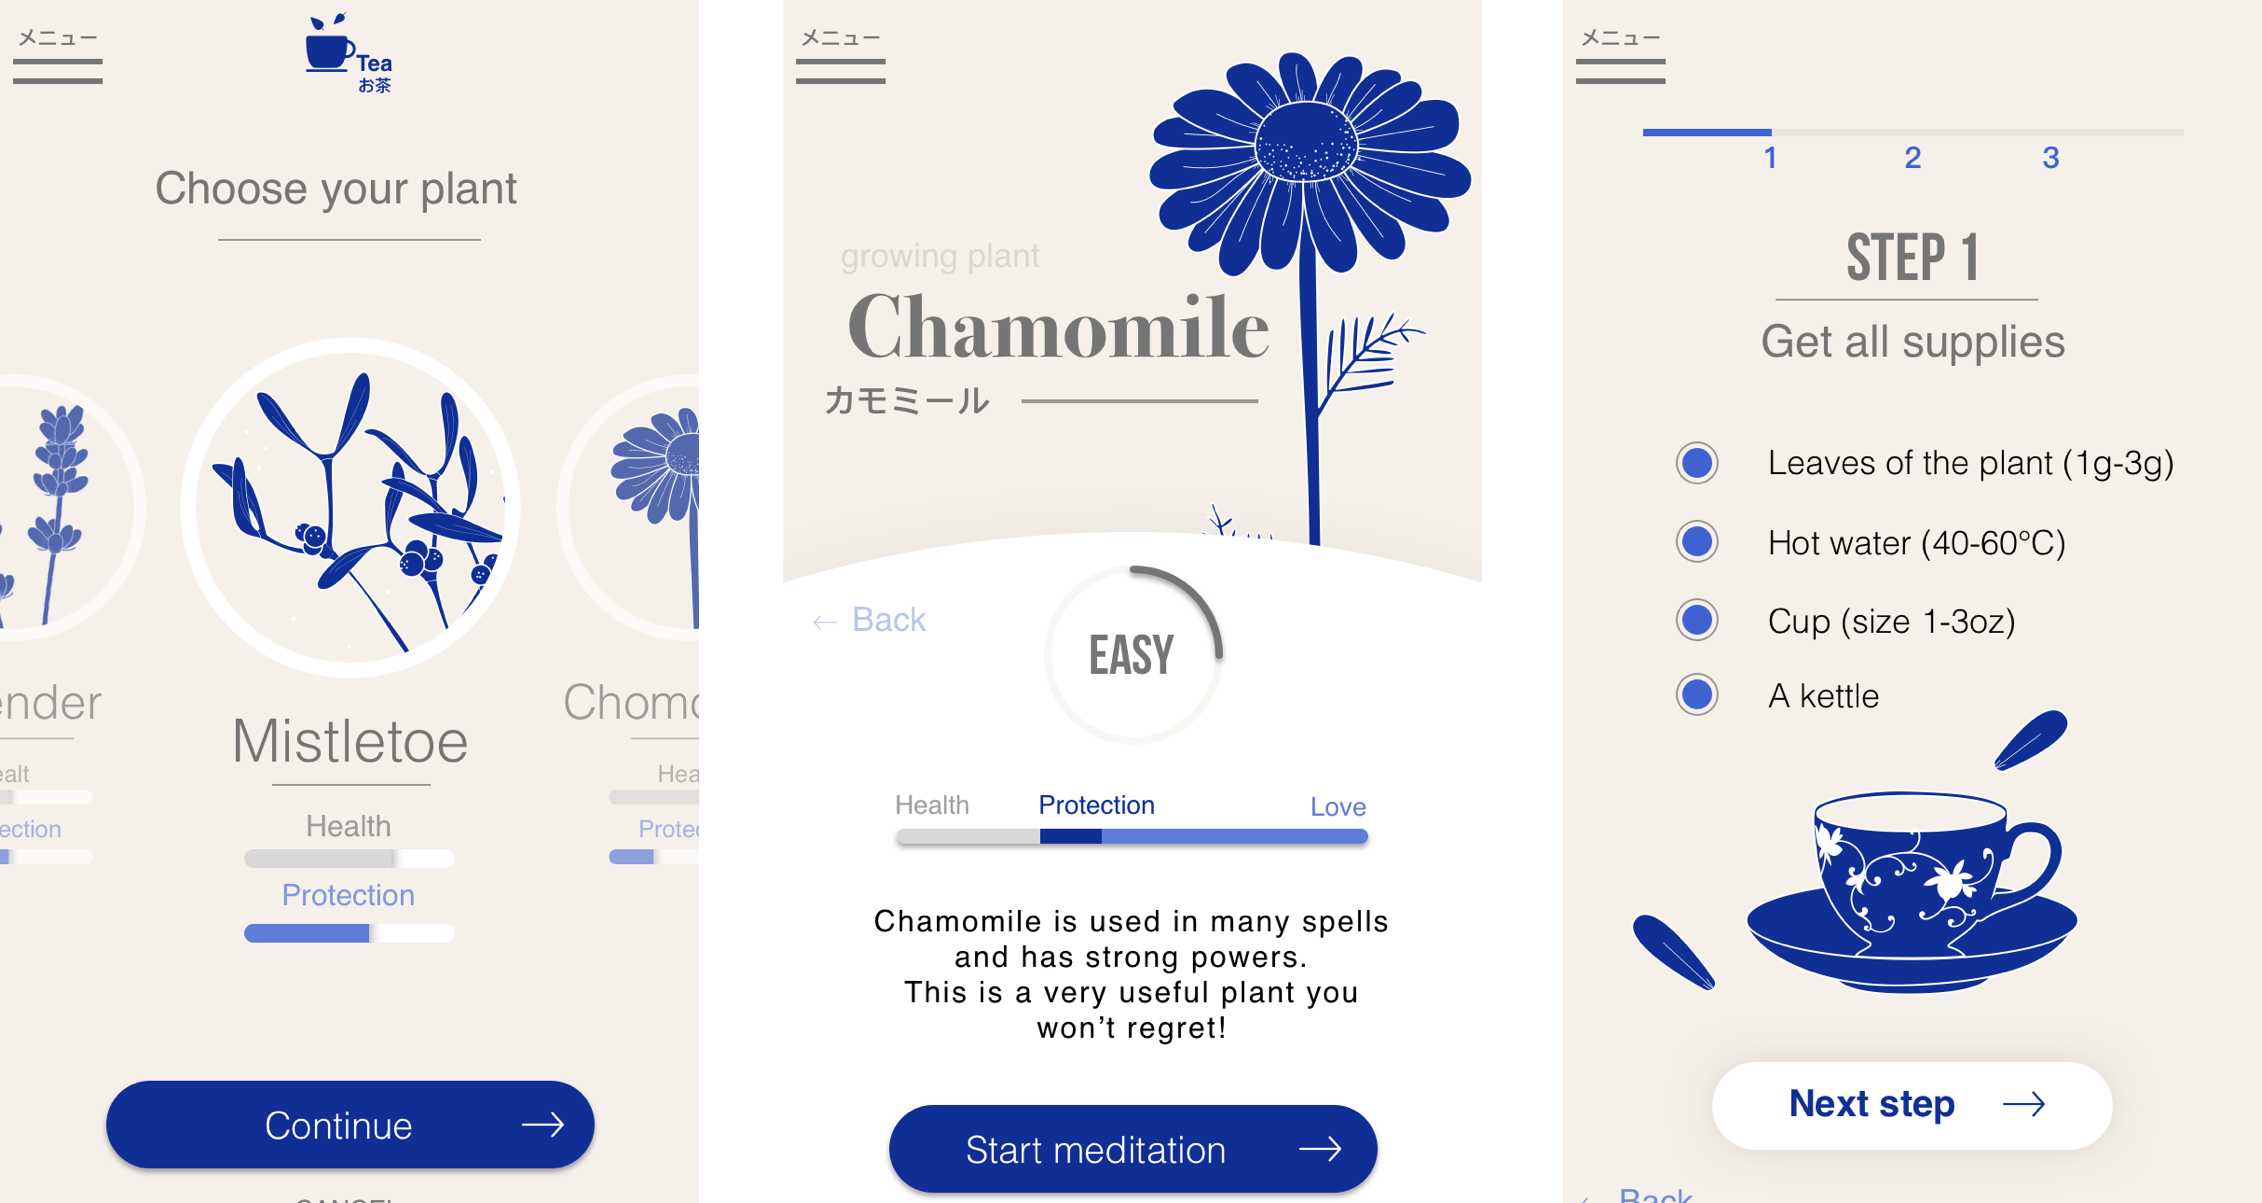 メニュー
Tea
お茶
Choose your plant
ender
Mistletoe
Chomo
ealt
Health
Hea
ection
Protection
Protec
Continue
CANCEL
メニュー
growing plant
Chamomile
カモミール
← Back
EASY
Health
Protection
Love
Chamomile is used in many spells
and has strong powers.
This is a very useful plant you
won’t regret!
Start meditation →
メニュー
1
2
3
STEP 1
Get all supplies
Leaves of the plant (1g-3g)
Hot water (40-60°C)
Cup (size 1-3oz)
A kettle
Next step →
Back